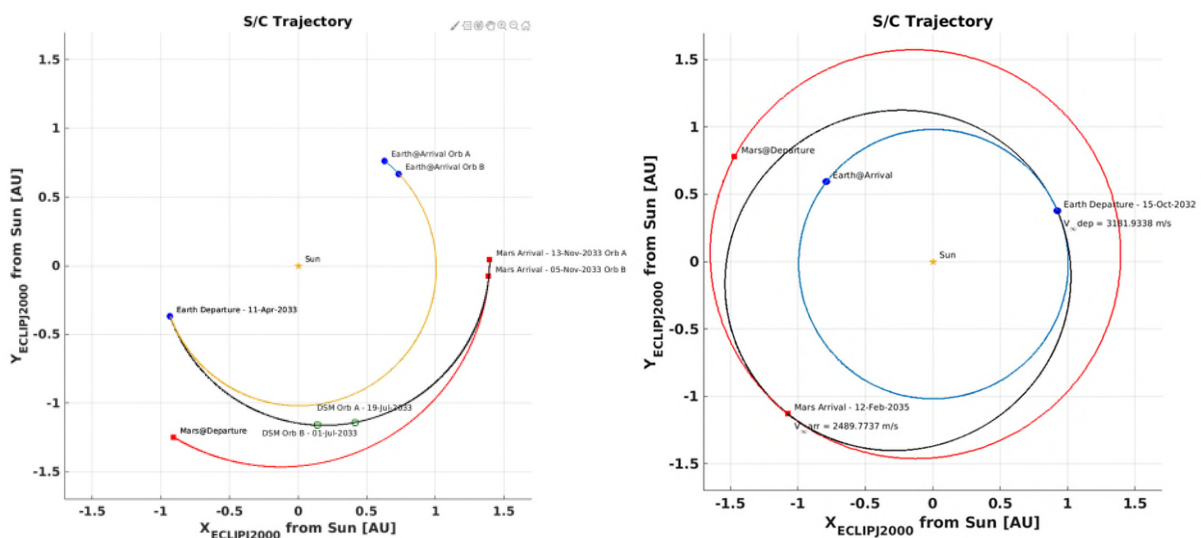 S/C Trajectory
1.5
1
0.5
0
-0.5
-1
-1.5
Y_ECLIPJ2000 from Sun [AU]
Earth@Arrival Orb A
Earth@Arrival Orb B
Sun
Mars Arrival - 13-Nov-2033 Orb A
Mars Arrival - 05-Nov-2033 Orb B
Earth Departure - 11-Apr-2033
DSM Orb A - 19-Jul-2033
DSM Orb B - 01-Jul-2033
Mars@Departure
-1.5 -1 -0.5 0 0.5 1 1.5
X_ECLIPJ2000 from Sun [AU]
S/C Trajectory
1.5
1
0.5
0
-0.5
-1
-1.5
Y_ECLIPJ2000 from Sun [AU]
Mars@Departure
Earth@Arrival
Earth Departure - 15-Oct-2032
V_∞ dep = 3181.9338 m/s
Sun
Mars Arrival - 12-Feb-2035
V_∞ arr = 2489.7737 m/s
-1.5 -1 -0.5 0 0.5 1 1.5
X_ECLIPJ2000 from Sun [AU]